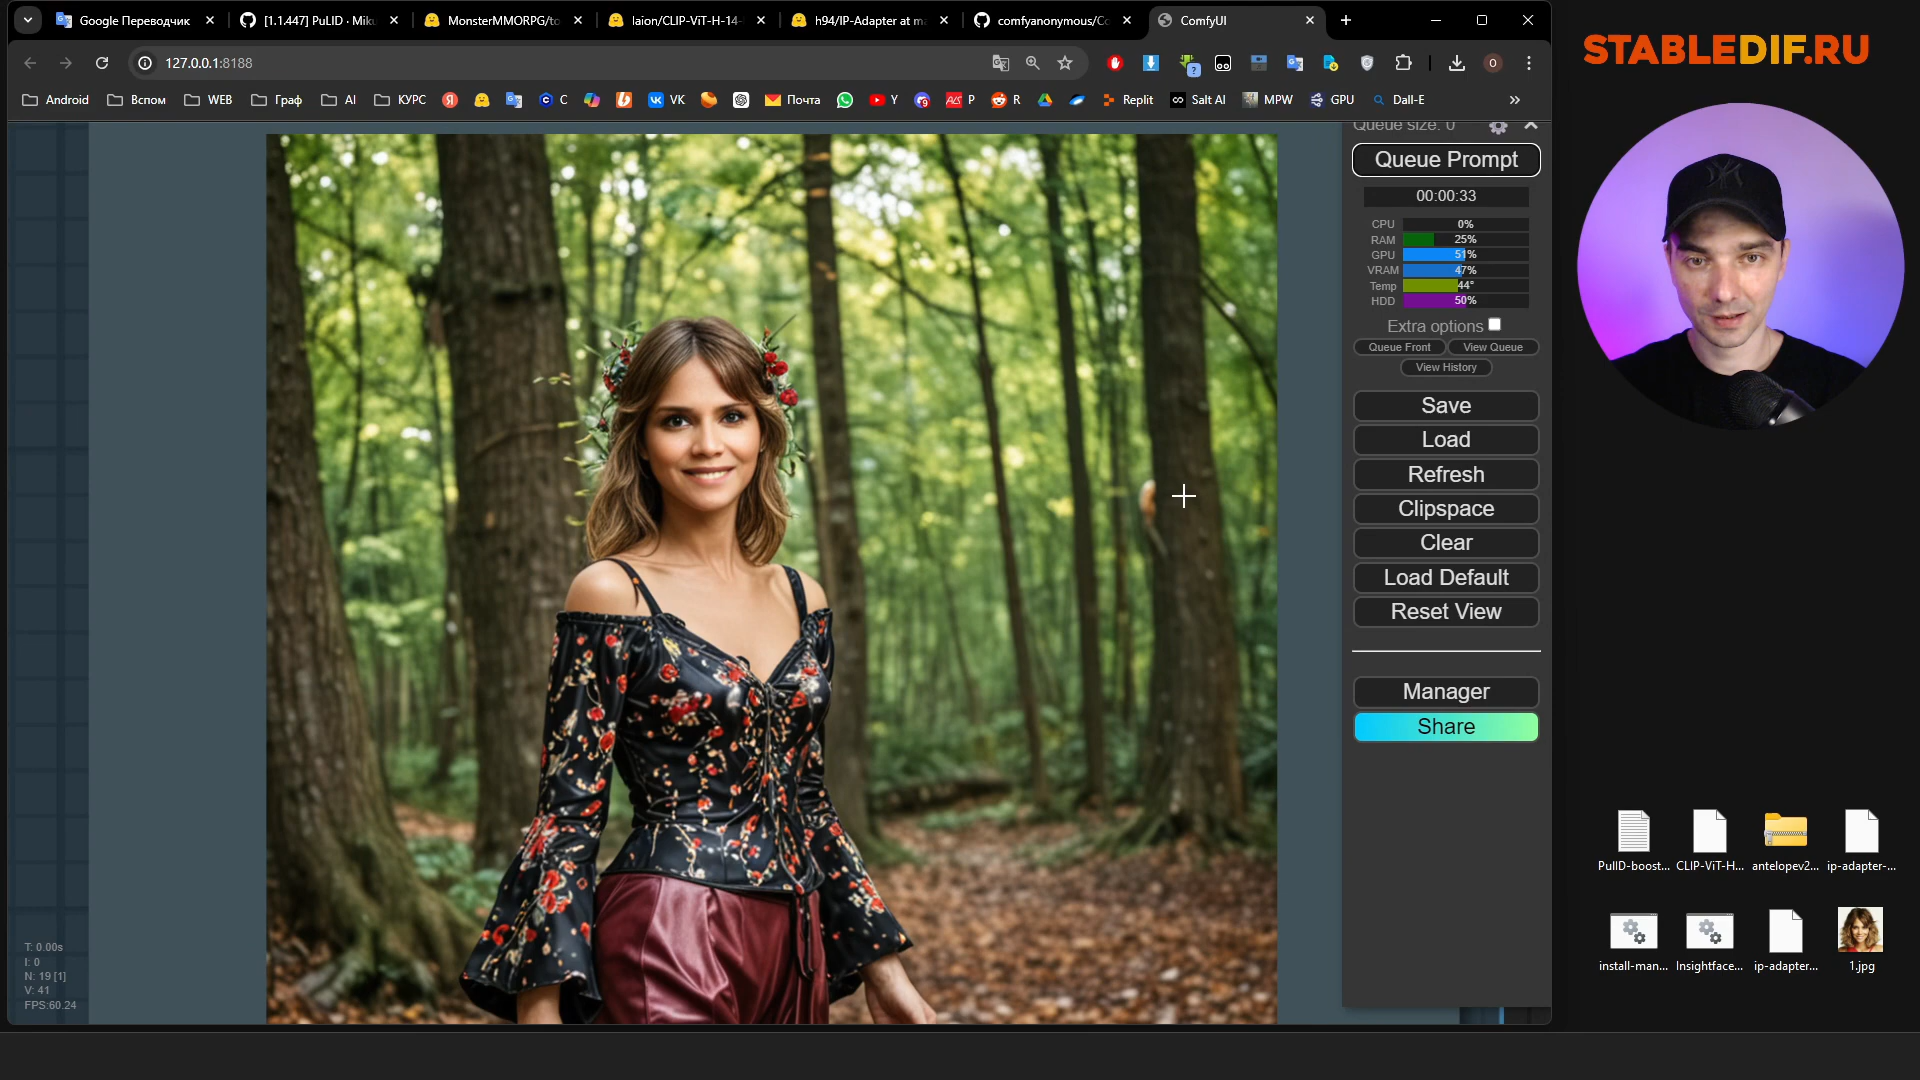 Google Переводчик
[1.1.447] PuLID · Mik
MonsterMMORPG/to
laion/CLIP-ViT-H-14-
h94/IP-Adapter at m
comfyanonymous/Co
ComfyUI
STABLEDIF.RU
127.0.0.1:8188
Android
Вспом
WEB
Граф
AI
КУРС
C
VK
Почта
Y
P
R
Replit
Salt AI
MPW
GPU
Dall-E
Queue size: 0
Queue Prompt
00:00:33
CPU 0%
RAM 25%
GPU 51%
VRAM 47%
Temp 44°
HDD 50%
Extra options
Queue Front
View Queue
View History
Save
Load
Refresh
Clipspace
Clear
Load Default
Reset View
Manager
Share
T: 0.00s
I: 0
N: 19 [1]
V: 41
FPS:60.24
PulID-boost...
CLIP-ViT-H...
antelopev2...
ip-adapter-...
install-man...
Insightface...
ip-adapter...
1.jpg